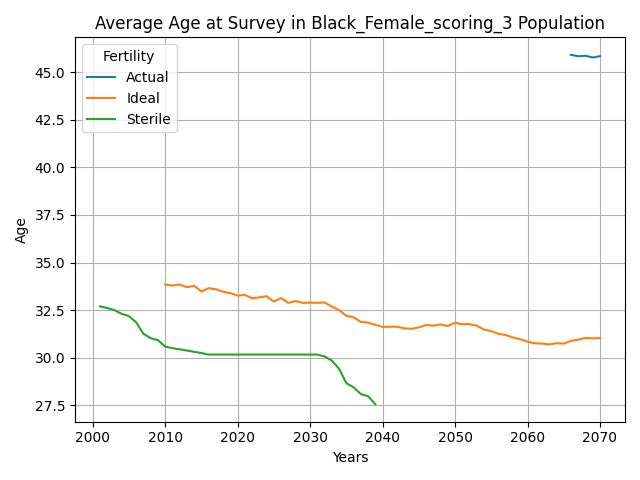 Average Age at Survey in Black_Female_scoring_3 Population
Fertility
Actual
Ideal
Sterile
45.0
42.5
40.0
37.5
35.0
32.5
30.0
27.5
Age
2000 2010 2020 2030 2040 2050 2060 2070
Years